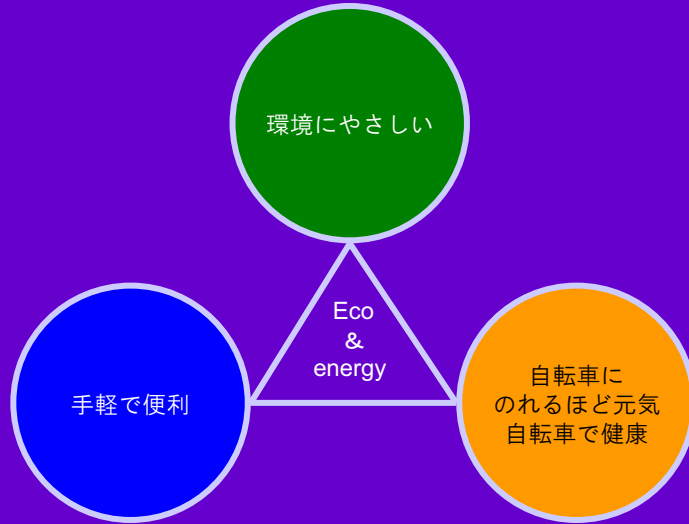 環境にやさしい
Eco
&
energy
手軽で便利
自転車に
のれるほど元気
自転車で健康